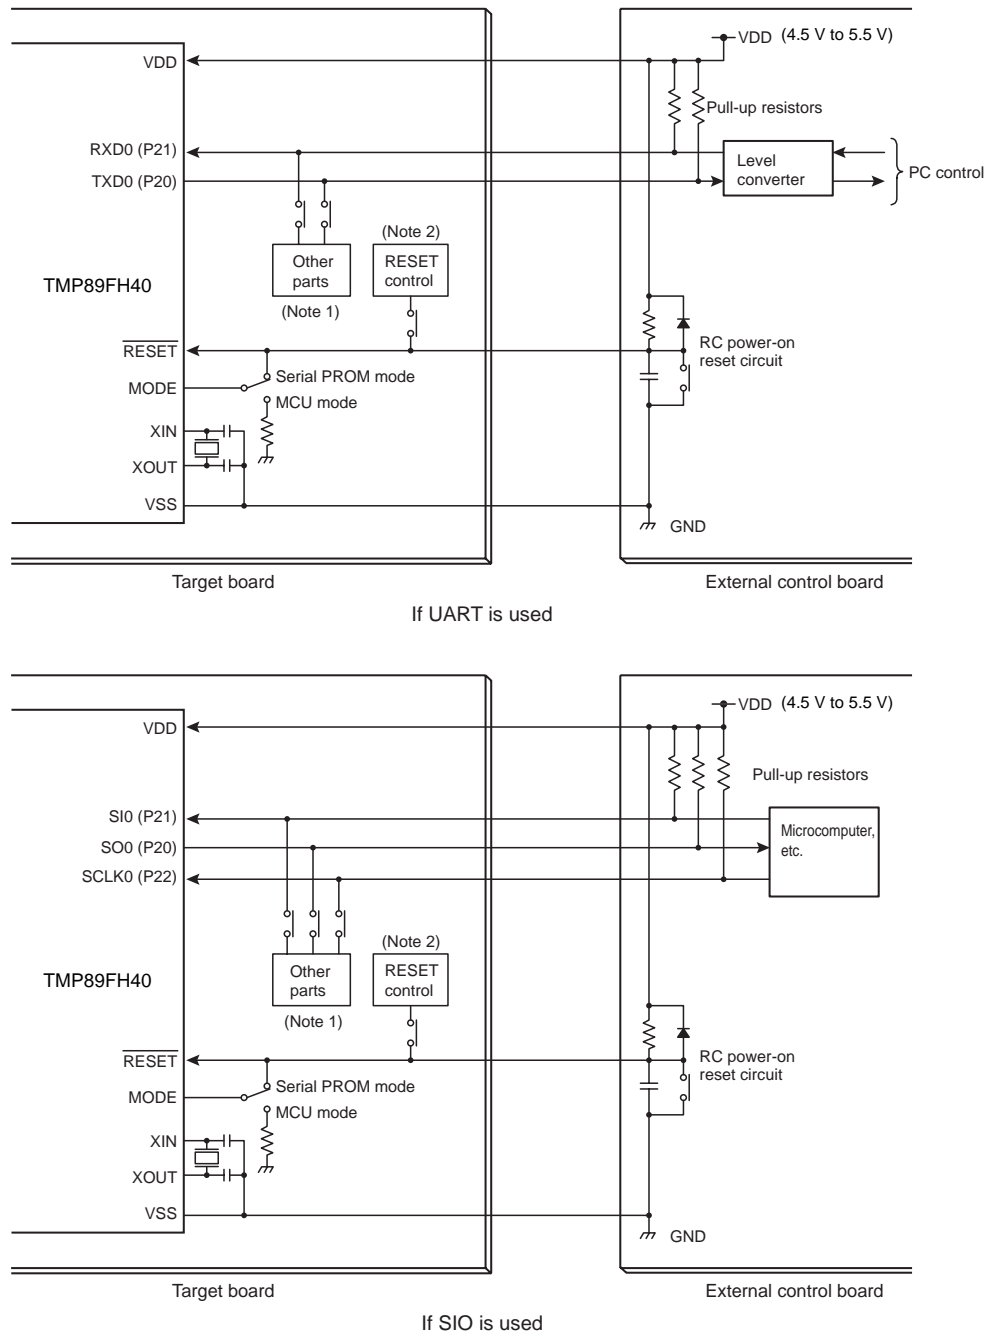 VDD (4.5 V to 5.5 V)
VDD
Pull-up resistors
RXD0 (P21)
TXD0 (P20)
Level
converter
PC control
(Note 2)
Other
parts
RESET
control
TMP89FH40
(Note 1)
RESET
RC power-on
reset circuit
Serial PROM mode
MODE
MCU mode
XIN
XOUT
VSS
GND
Target board
External control board
If UART is used
VDD (4.5 V to 5.5 V)
VDD
Pull-up resistors
SI0 (P21)
SO0 (P20)
SCLK0 (P22)
Microcomputer,
etc.
(Note 2)
Other
parts
RESET
control
TMP89FH40
(Note 1)
RESET
RC power-on
reset circuit
Serial PROM mode
MODE
MCU mode
XIN
XOUT
VSS
GND
Target board
External control board
If SIO is used